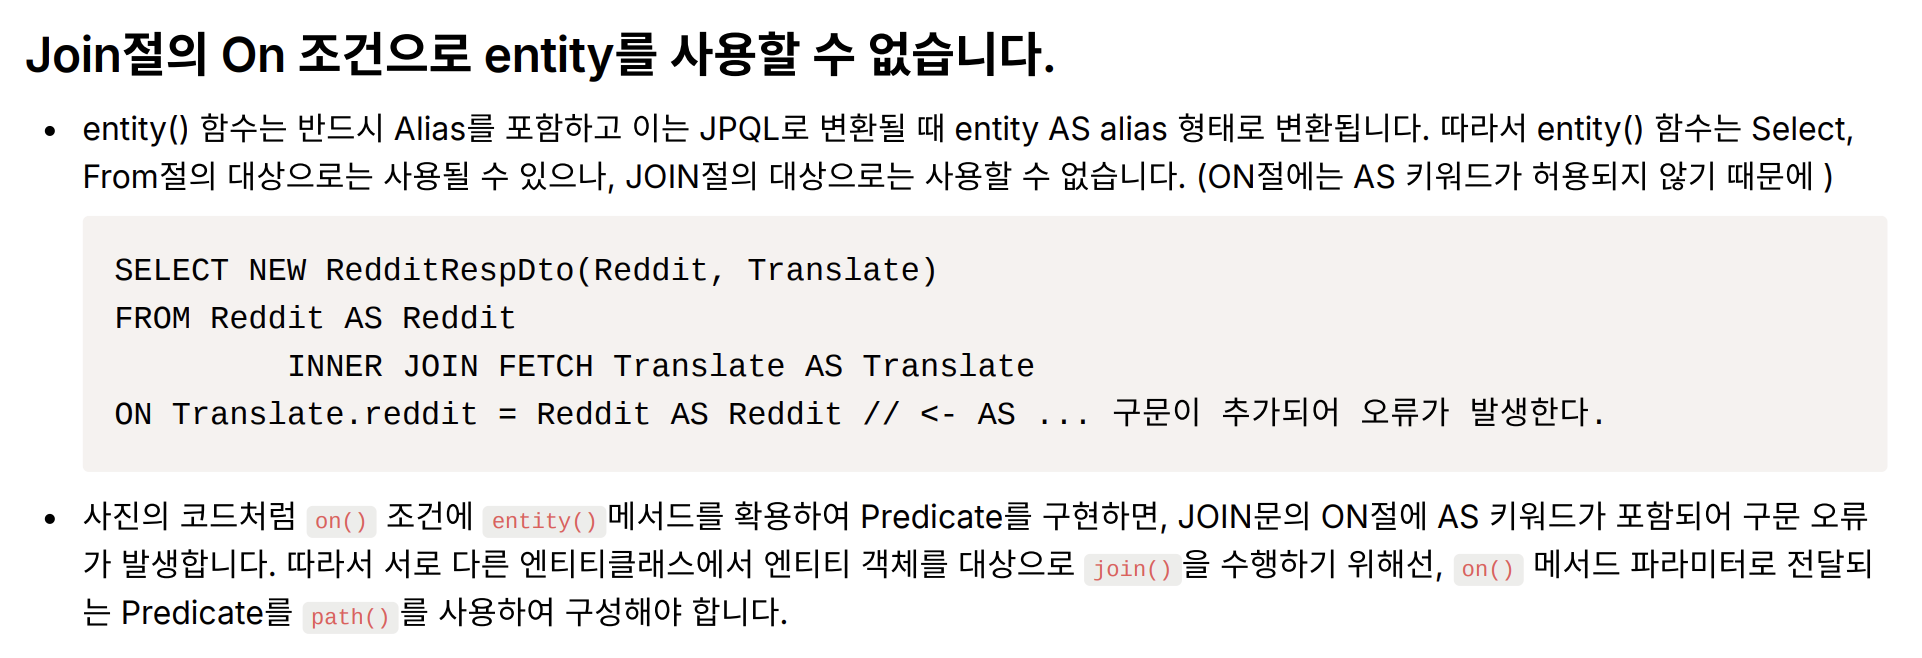 Join절의 On 조건으로 entity를 사용할 수 없습니다.
• entity() 함수는 반드시 Alias를 포함하고 이는 JPQL로 변환될 때 entity AS alias 형태로 변환됩니다. 따라서 entity() 함수는 Select,
From절의 대상으로는 사용될 수 있으나, JOIN절의 대상으로는 사용할 수 없습니다. (ON절에는 AS 키워드가 허용되지 않기 때문에 )
SELECT NEW RedditRespDto(Reddit, Translate)
FROM Reddit AS Reddit
INNER JOIN FETCH Translate AS Translate
ON Translate.reddit = Reddit AS Reddit // <- AS ... 구문이 추가되어 오류가 발생한다.
• 사진의 코드처럼 on() 조건에 entity()메서드를 확용하여 Predicate를 구현하면, JOIN문의 ON절에 AS 키워드가 포함되어 구문 오류
가 발생합니다. 따라서 서로 다른 엔티티클래스에서 엔티티 객체를 대상으로 join()을 수행하기 위해선, on() 메서드 파라미터로 전달되
는 Predicate를 path()를 사용하여 구성해야 합니다.